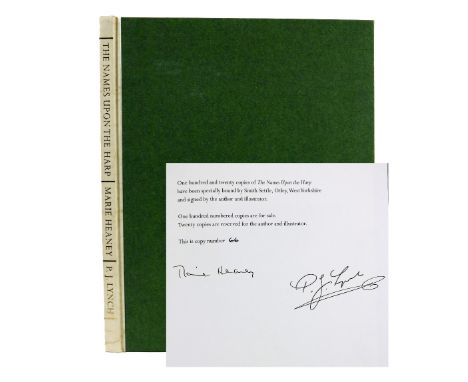 THE NAMES UPON THE HARP | MARIE HEANEY | P. J. LYNCH
One hundred and twenty copies of The Names Upon the Harp
have been specially bound by Smith Settle, Otley, West Yorkshire
and signed by the author and illustrator.
One hundred numbered copies are for sale.
Twenty copies are reserved for the author and illustrator.
This is copy number 66
Marie Heaney
P.J. Lynch